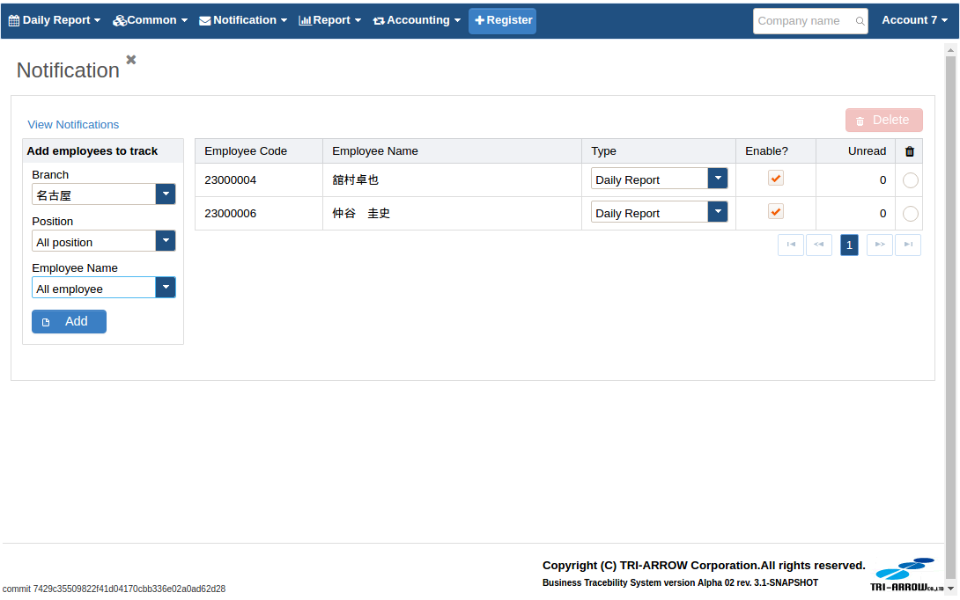 Daily Report Common Notification Report Accounting Register Company name Account 7
Notification
View Notifications
Delete
Add employees to track
Employee Code Employee Name Type Enable? Unread
Branch
名古屋
23000004 舘村卓也 Daily Report 0
Position
All position
23000006 仲谷　圭史 Daily Report 0
1
Employee Name
All employee
Add
Copyright (C) TRI-ARROW Corporation.All rights reserved.
Business Tracebility System version Alpha 02 rev. 3.1-SNAPSHOT
TRI-ARROW CO.,LTD
commit 7429c35509822f41d04170cbb336e02a0ad62d28